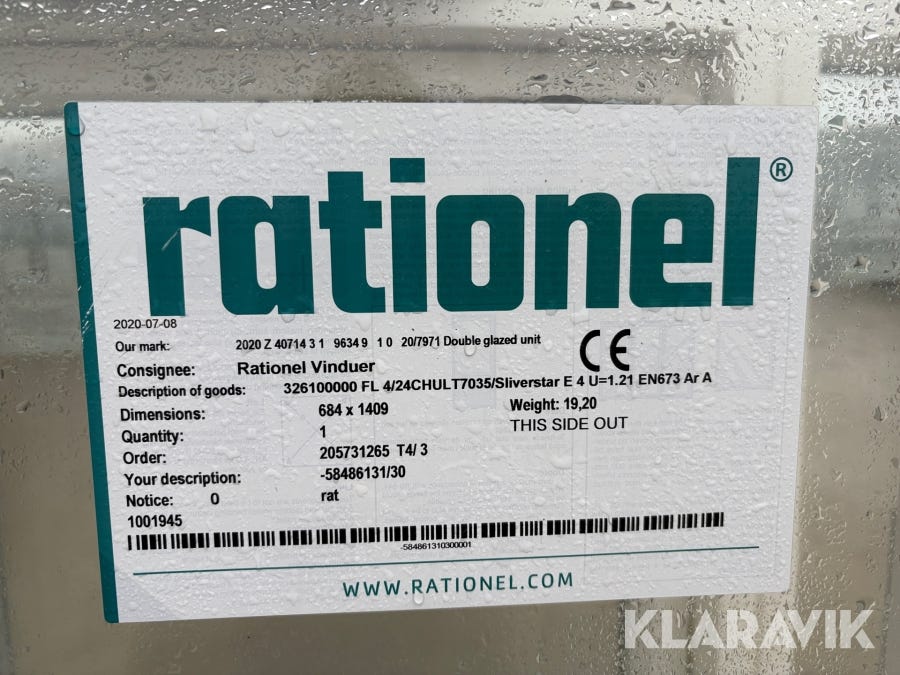 rationel®
2020-07-08
Our mark: 2020 Z 40714 3 1 9634 9 1 0 20/7971 Double glazed unit
CE
Consignee: Rationel Vinduer
Description of goods: 326100000 FL 4/24CHULT7035/Sliverstar E 4 U=1.21 EN673 Ar A
Dimensions: 684 x 1409 Weight: 19,20
Quantity: 1 THIS SIDE OUT
Order: 205731265 T4/ 3
Your description: -58486131/30
Notice: 0 rat
1001945
-584861310300001
WWW.RATIONEL.COM
KLARAVIK